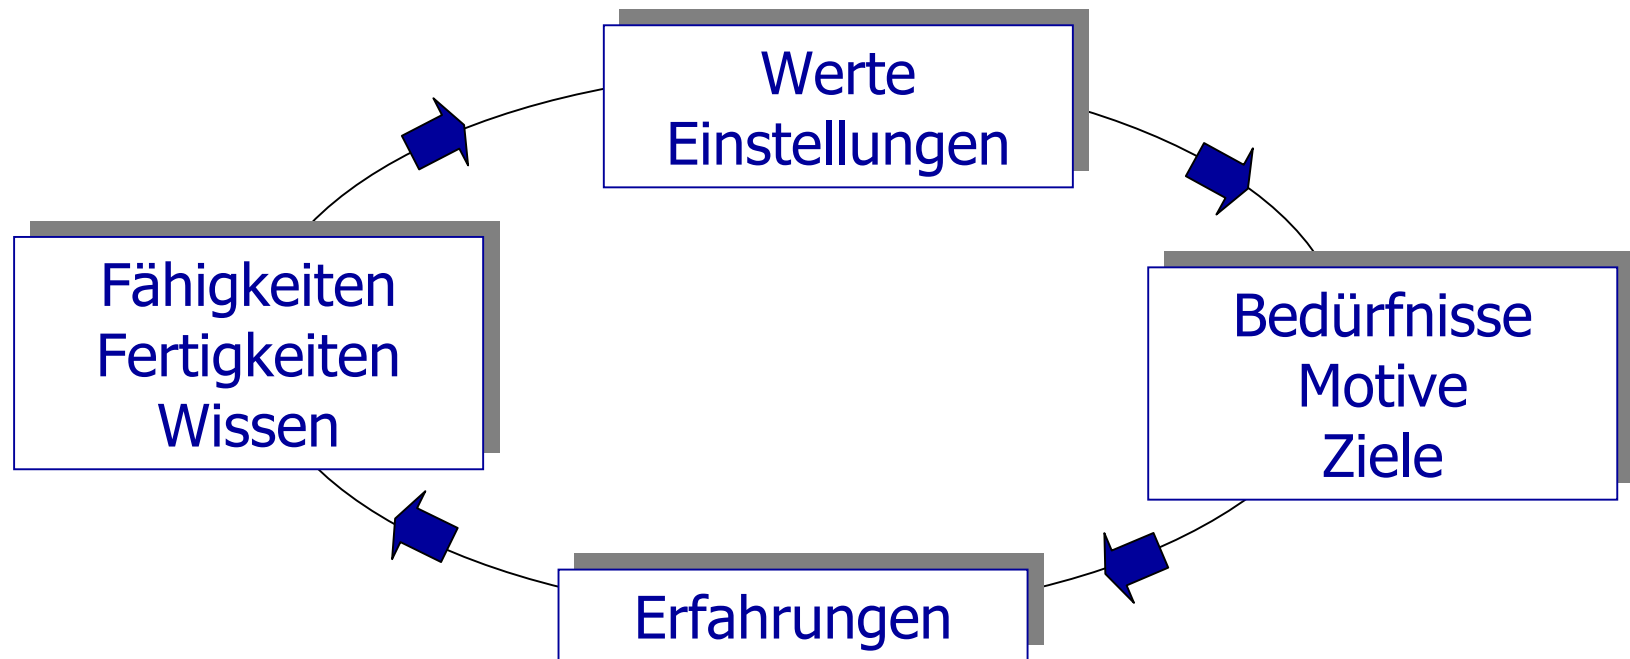 Werte
Einstellungen
Fähigkeiten
Fertigkeiten
Wissen
Bedürfnisse
Motive
Ziele
Erfahrungen